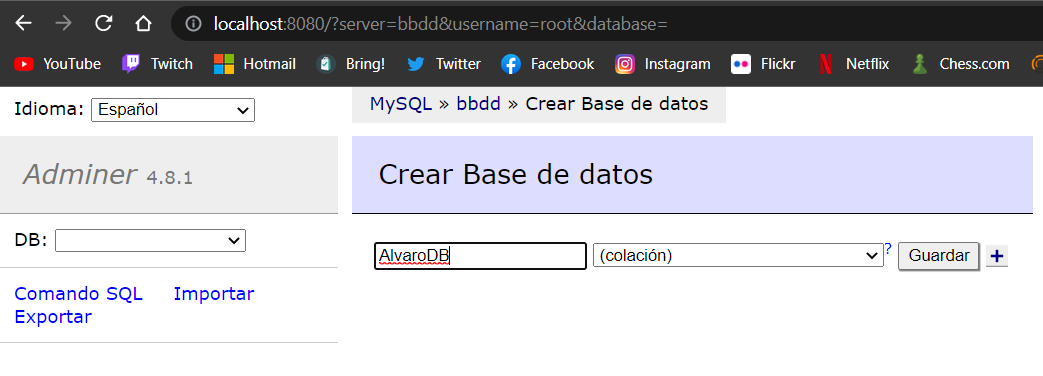 localhost:8080/?server=bbdd&username=root&database=
YouTube Twitch Hotmail Bring! Twitter Facebook Instagram Flickr Netflix Chess.com
Idioma: Español
MySQL » bbdd » Crear Base de datos
Adminer 4.8.1
Crear Base de datos
DB:
AlvaroDB (colación) ? Guardar +
Comando SQL Importar
Exportar